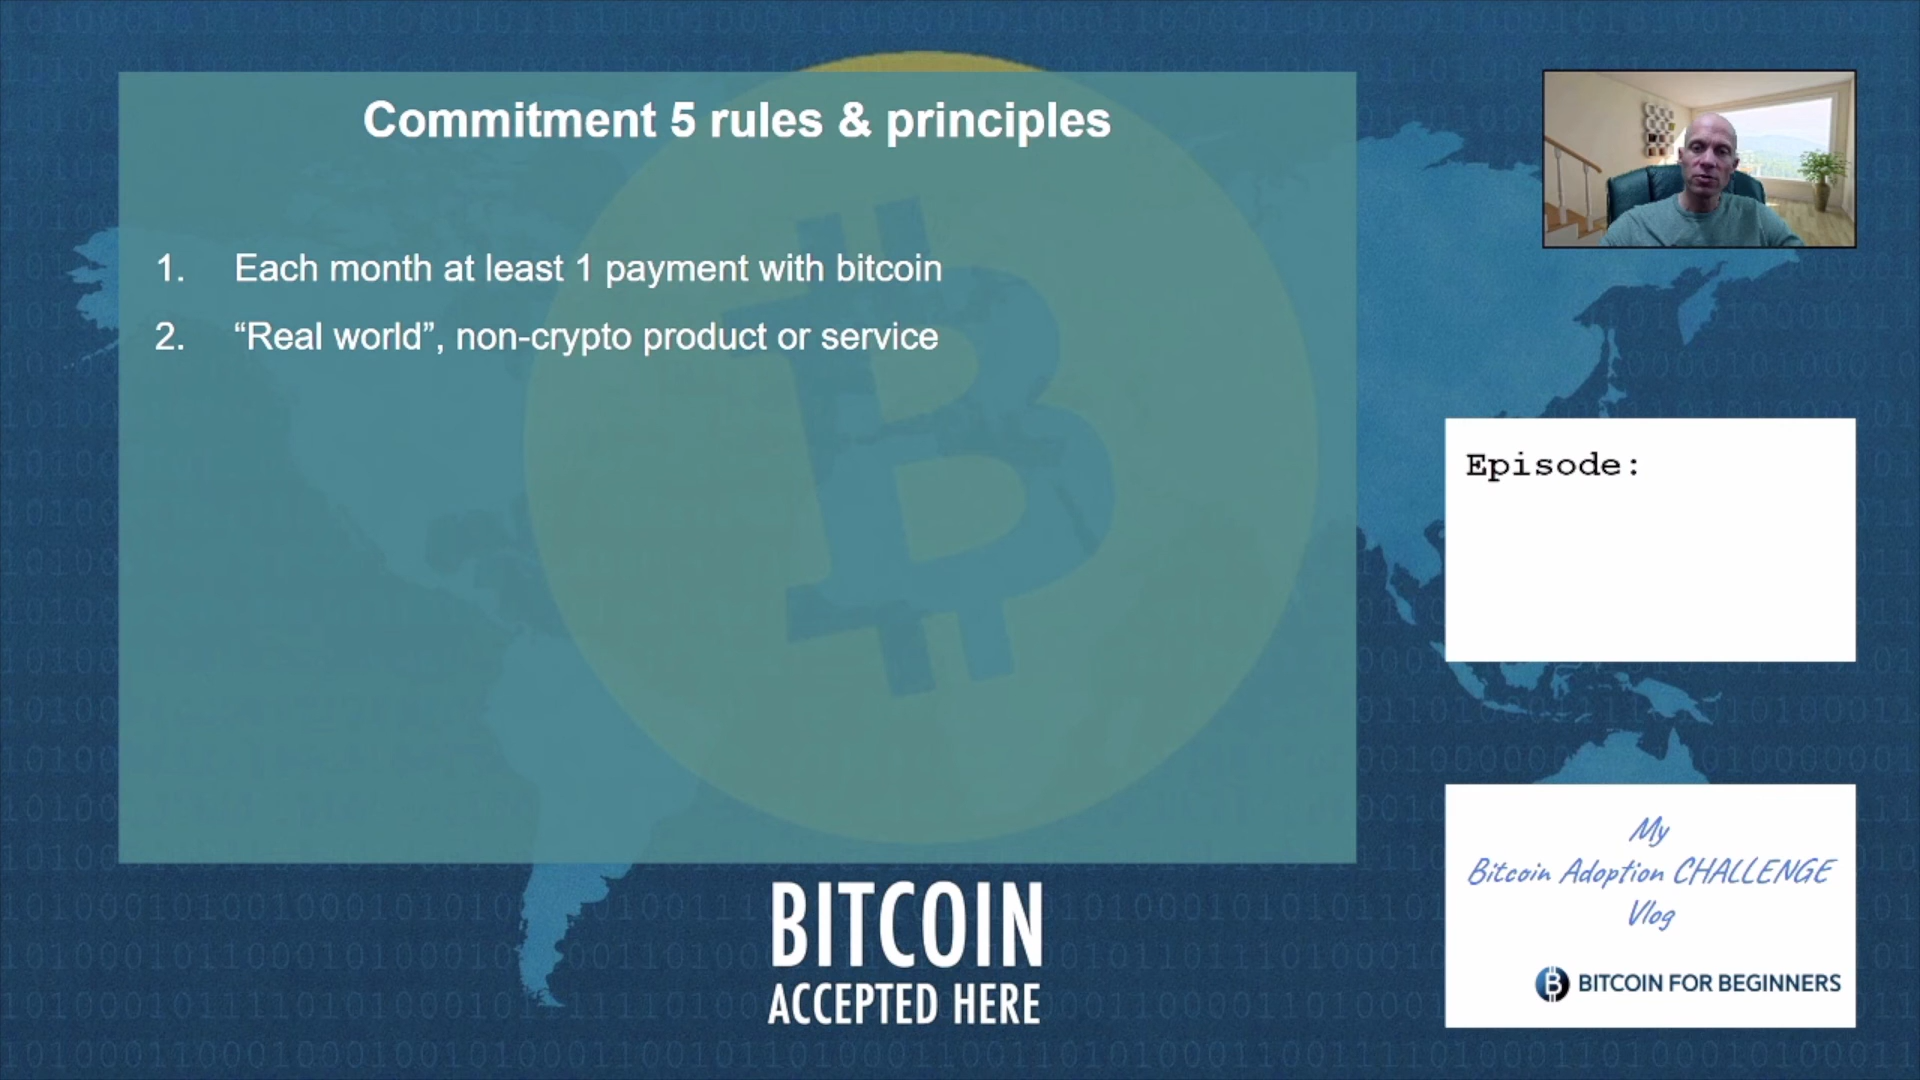 Commitment 5 rules & principles
1. Each month at least 1 payment with bitcoin
2. “Real world”, non-crypto product or service
BITCOIN
ACCEPTED HERE
Episode:
My
Bitcoin Adoption CHALLENGE
Vlog
BITCOIN FOR BEGINNERS